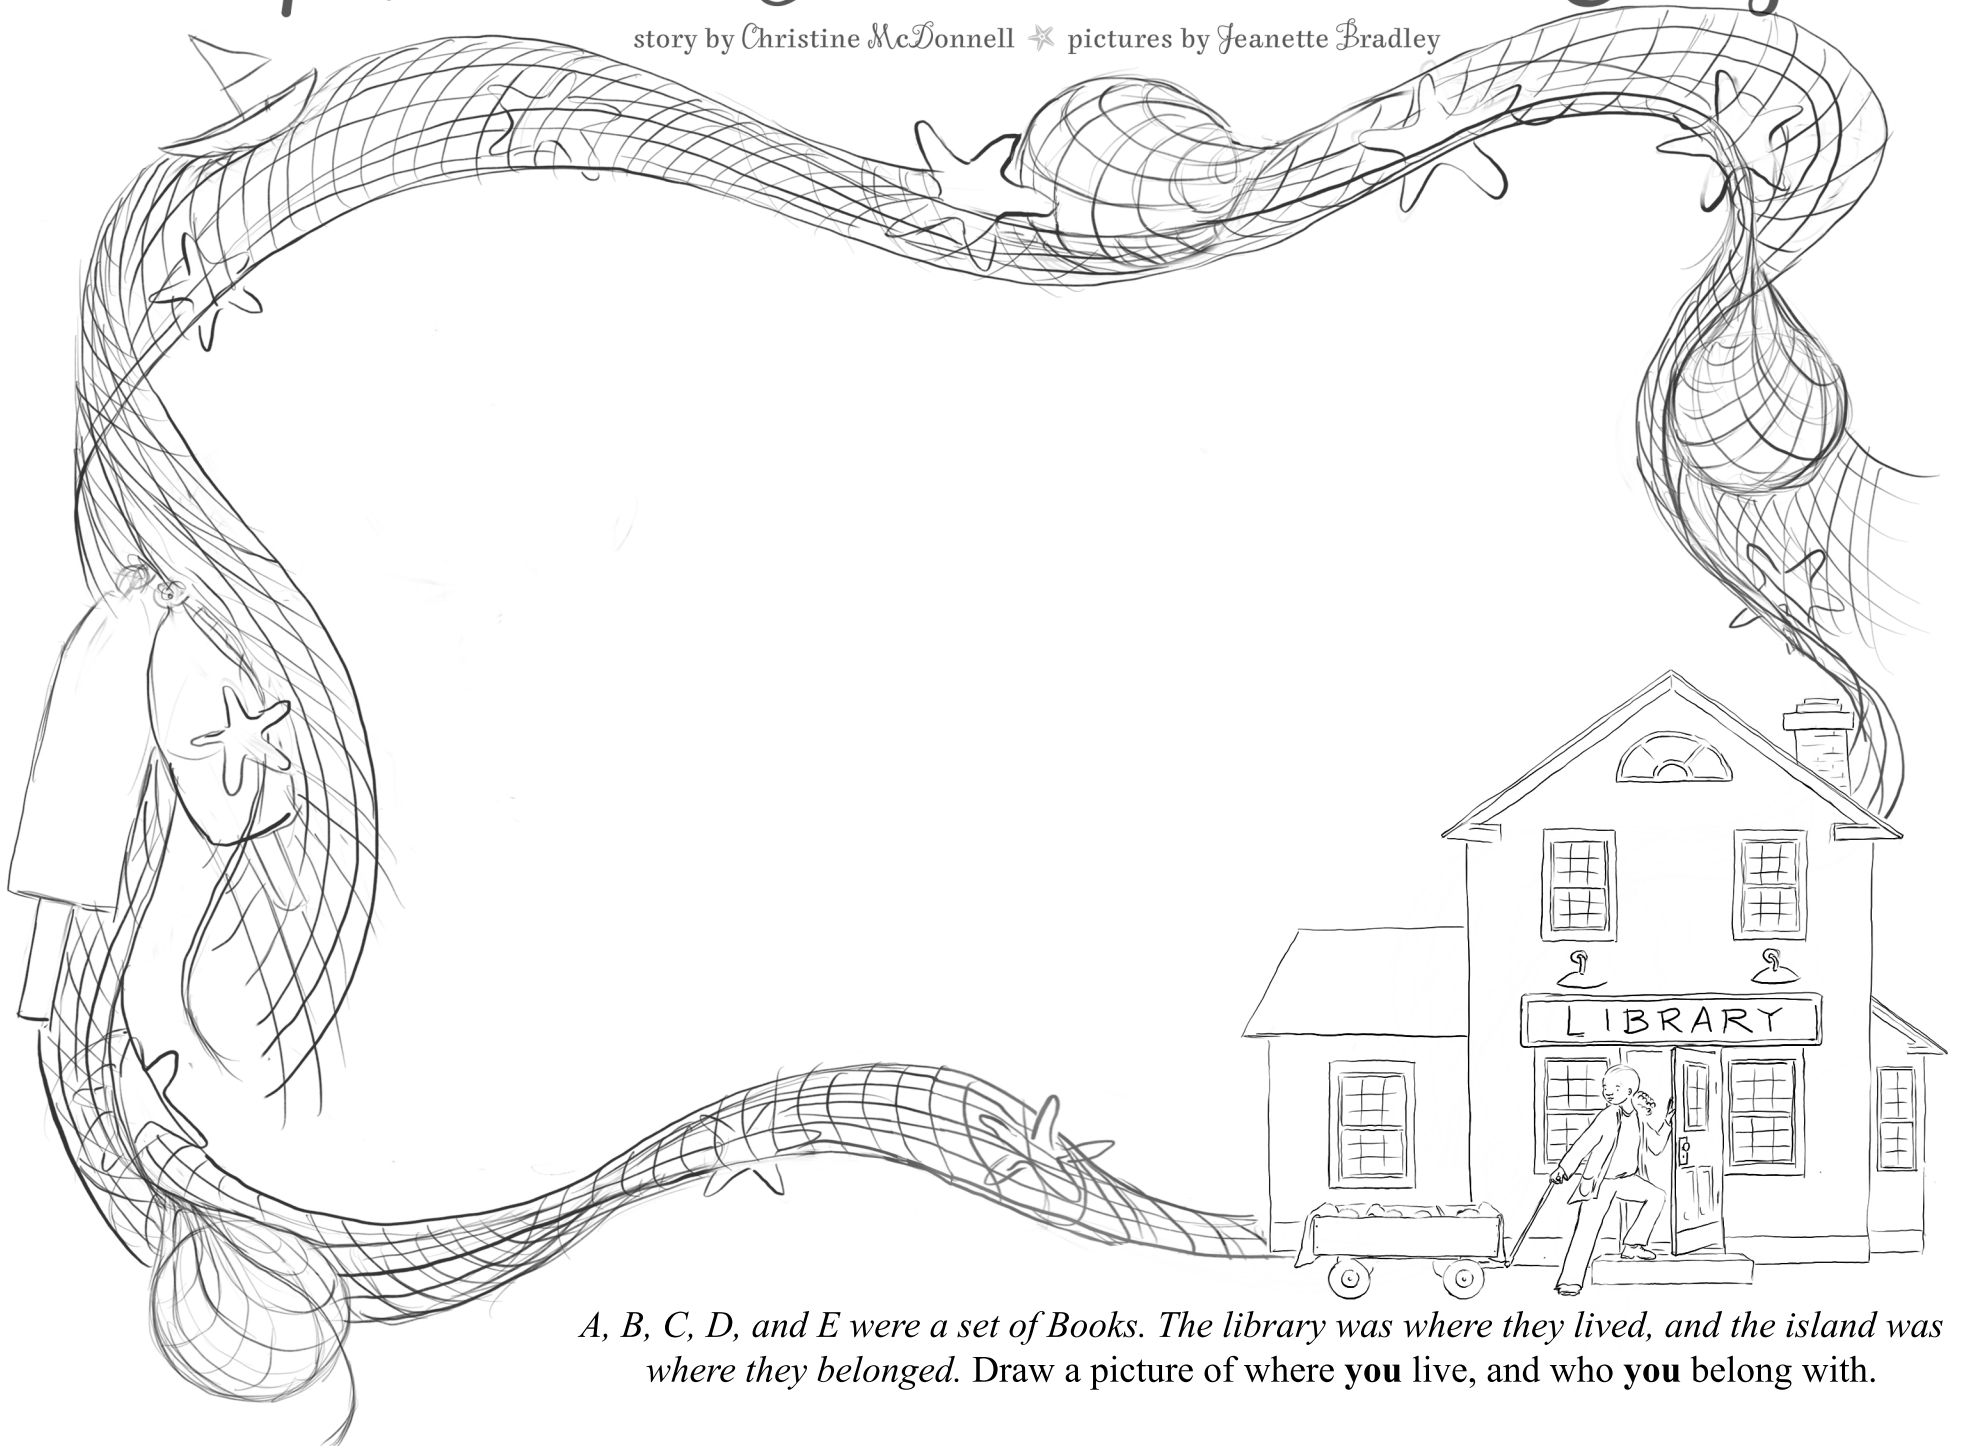 story by Christine McDonnell pictures by Jeanette Bradley
LIBRARY
A, B, C, D, and E were a set of Books. The library was where they lived, and the island was
where they belonged. Draw a picture of where you live, and who you belong with.